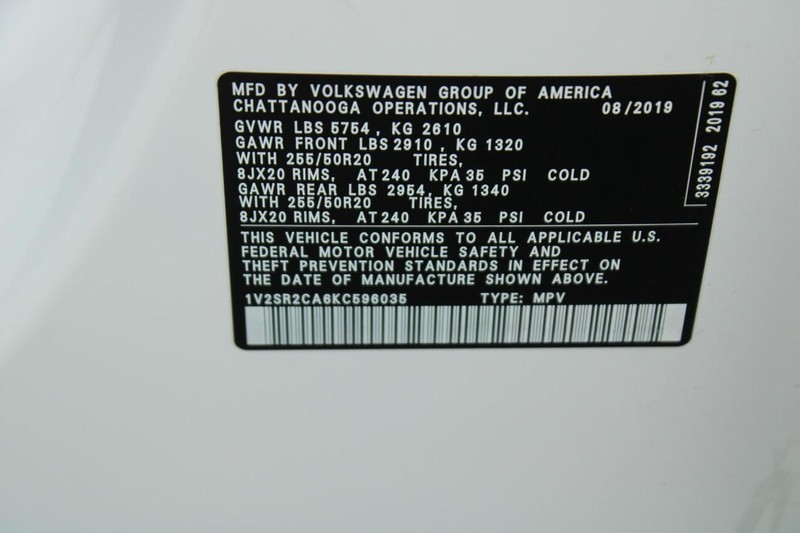 MFD BY VOLKSWAGEN GROUP OF AMERICA
CHATTANOOGA OPERATIONS, LLC. 08/2019
GVWR LBS 5754 , KG 2610
GAWR FRONT LBS 2910 , KG 1320
WITH 255/50R20 TIRES,
8JX20 RIMS, AT 240 KPA 35 PSI COLD
GAWR REAR LBS 2954 , KG 1340
WITH 255/50R20 TIRES,
8JX20 RIMS, AT 240 KPA 35 PSI COLD
THIS VEHICLE CONFORMS TO ALL APPLICABLE U.S.
FEDERAL MOTOR VEHICLE SAFETY AND
THEFT PREVENTION STANDARDS IN EFFECT ON
THE DATE OF MANUFACTURE SHOWN ABOVE.
1V2SR2CA6KC596035 TYPE: MPV
3339192 2019 62